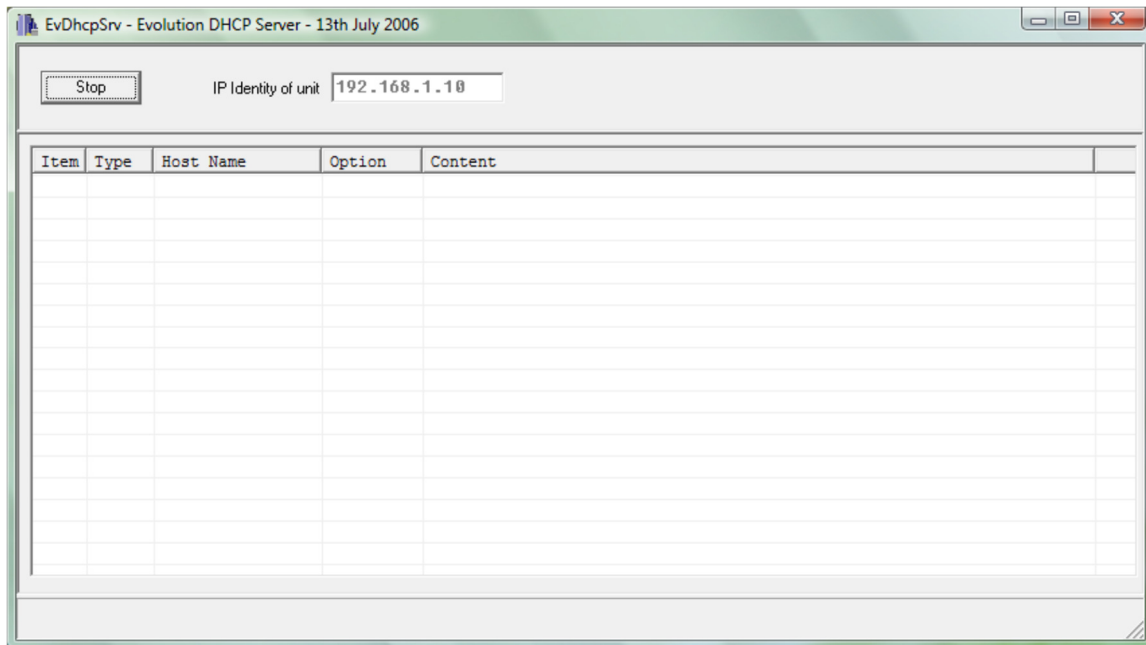 EvDhcpSrv - Evolution DHCP Server - 13th July 2006
Stop IP Identity of unit 192.168.1.10
Item Type Host Name Option Content